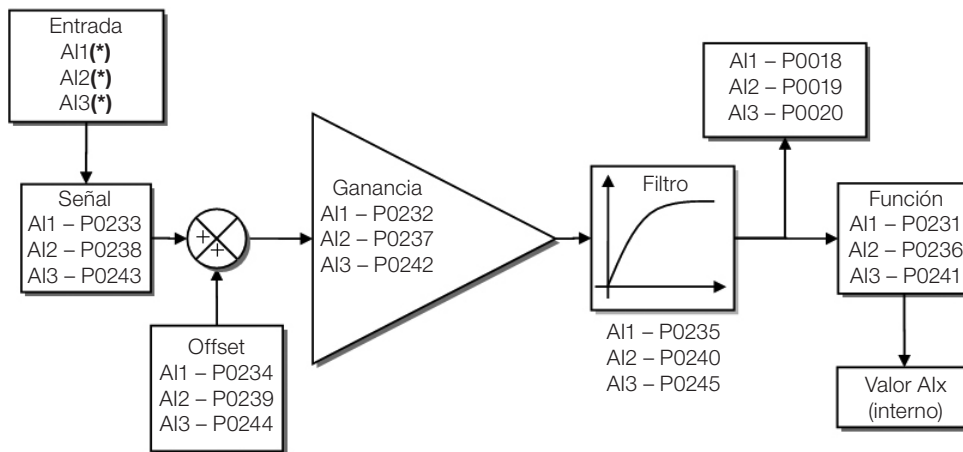 Entrada
AI1(*)
AI2(*)
AI3(*)
Señal
AI1 – P0233
AI2 – P0238
AI3 – P0243
+
+
Offset
AI1 – P0234
AI2 – P0239
AI3 – P0244
Ganancia
AI1 – P0232
AI2 – P0237
AI3 – P0242
Filtro
AI1 – P0235
AI2 – P0240
AI3 – P0245
AI1 – P0018
AI2 – P0019
AI3 – P0020
Función
AI1 – P0231
AI2 – P0236
AI3 – P0241
Valor AIx
(interno)